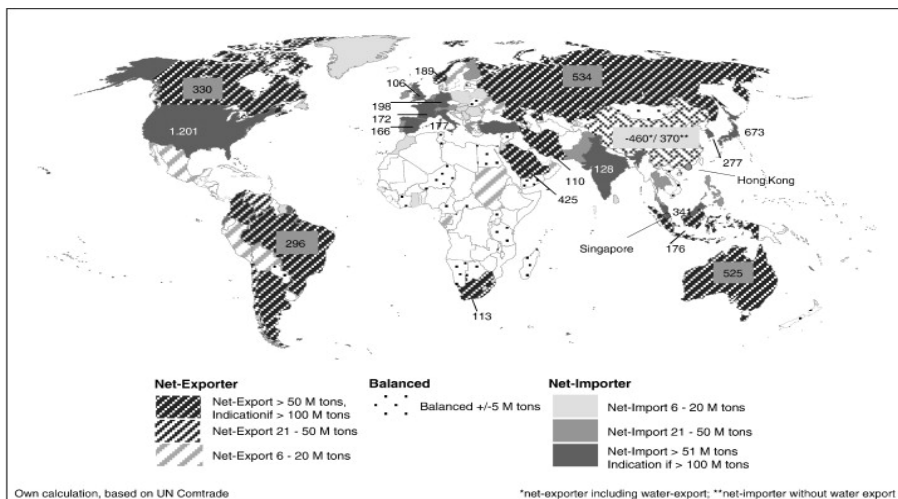 189
534
106
330
198
172
-460*/ 370**
673
1.201
177
166
277
128
110
Hong Kong
425
341
296
Singapore
176
525
113
Net-Exporter
Net-Export > 50 M tons,
Indicationif > 100 M tons
Net-Export 21 - 50 M tons
Net-Export 6 - 20 M tons
Balanced
Balanced +/-5 M tons
Net-Importer
Net-Import 6 - 20 M tons
Net-Import 21 - 50 M tons
Net-Import > 51 M tons
Indication if > 100 M tons
Own calculation, based on UN Comtrade
*net-exporter including water-export; **net-importer without water export